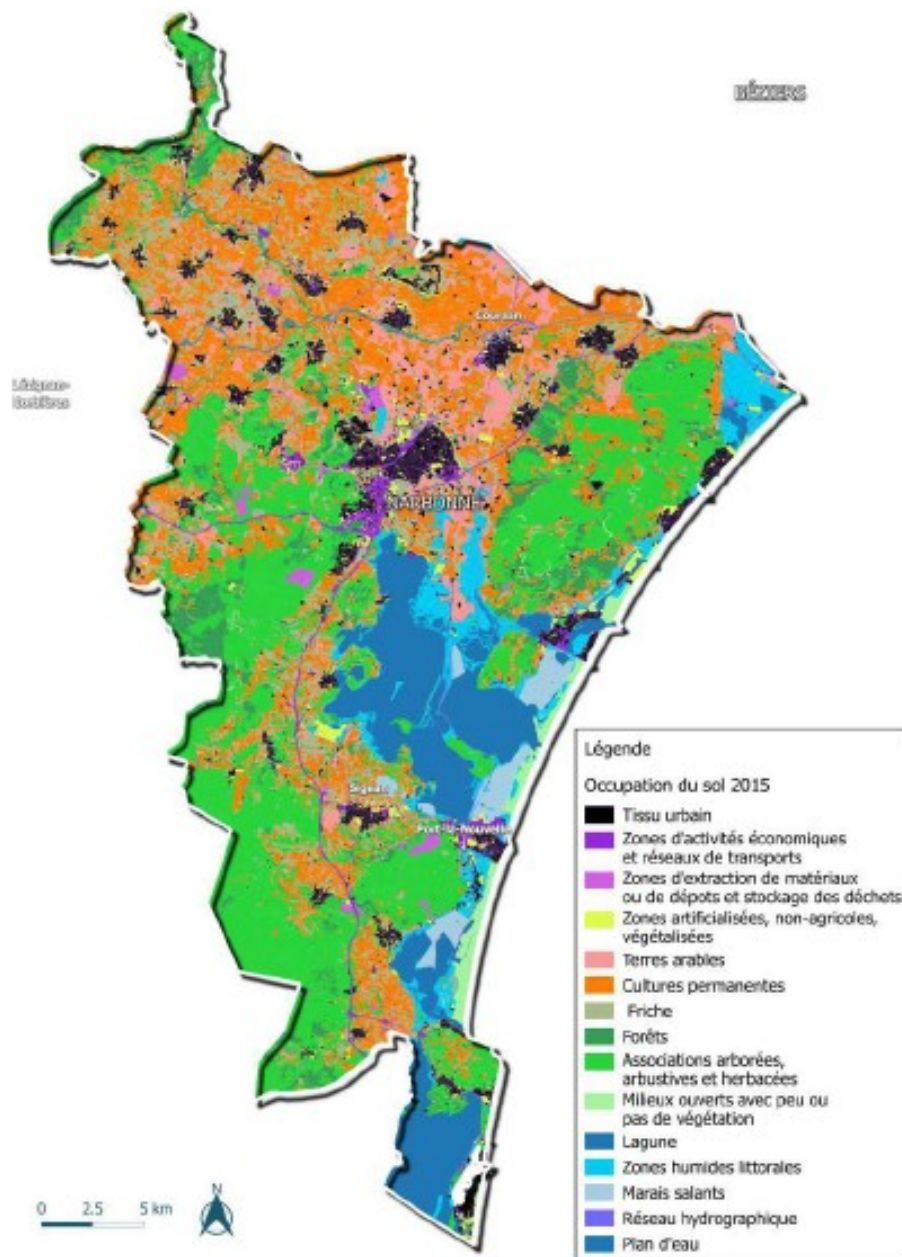 BÉZIERS
Coursan
Lézignan-
Corbières
NARBONNE
Sigean
Port-la-Nouvelle
Légende
Occupation du sol 2015
Tissu urbain
Zones d'activités économiques
et réseaux de transports
Zones d'extraction de matériaux
ou de dépots et stockage des déchets
Zones artificialisées, non-agricoles,
végétalisées
Terres arables
Cultures permanentes
Friche
Forêts
Associations arborées,
arbustives et herbacées
Milieux ouverts avec peu ou
pas de végétation
Lagune
Zones humides littorales
Marais salants
Réseau hydrographique
Plan d'eau
N
0 2.5 5 km